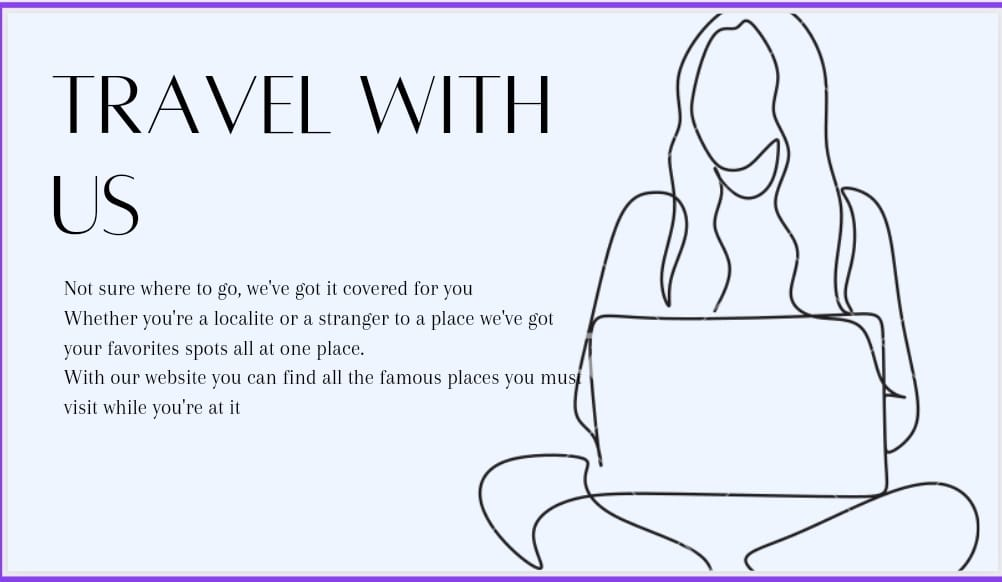 TRAVEL WITH
US
Not sure where to go, we've got it covered for you
Whether you're a localite or a stranger to a place we've got
your favorites spots all at one place.
With our website you can find all the famous places you must
visit while you're at it